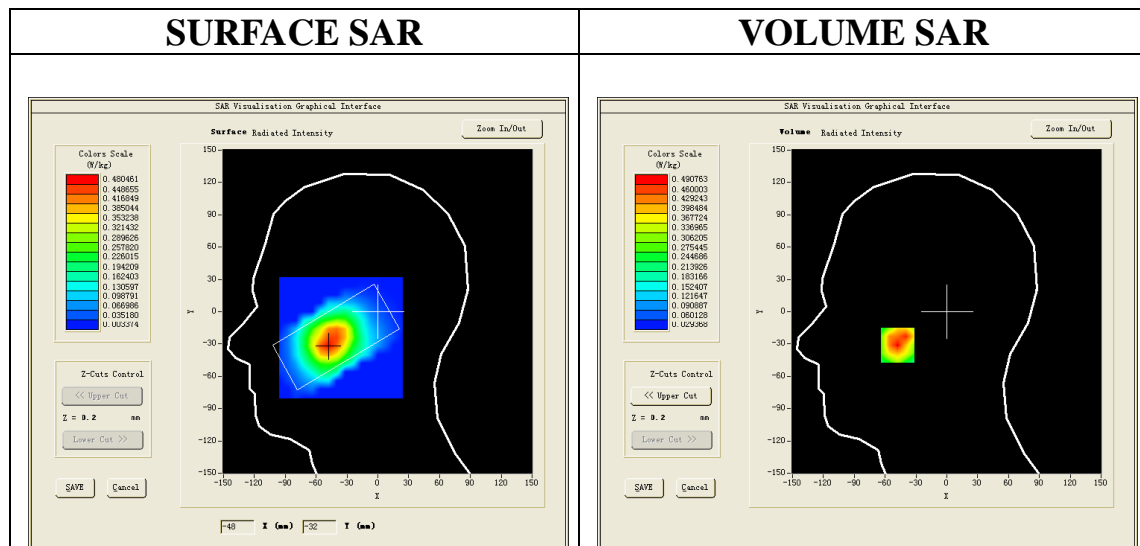 SURFACE SAR
VOLUME SAR
SAR Visualisation Graphical Interface
Surface Radiated Intensity
Zoom In/Out
Colors Scale
(W/kg)
0.480461
0.448655
0.416849
0.385044
0.353238
0.321432
0.289626
0.257820
0.226015
0.194209
0.162403
0.130597
0.098791
0.066986
0.035180
0.003374
150
120
90
60
30
0
-30
-60
-90
-120
-150
Y
-150 -120 -90 -60 -30 0 30 60 90 120 150
X
Z-Cuts Control
<< Upper Cut
Z = 0.2 mm
Lower Cut >>
SAVE
Cancel
-48 X (mm) -32 Y (mm)
SAR Visualisation Graphical Interface
Volume Radiated Intensity
Zoom In/Out
Colors Scale
(W/kg)
0.490763
0.460003
0.429243
0.398484
0.367724
0.336965
0.306205
0.275445
0.244686
0.213926
0.183166
0.152407
0.121647
0.090887
0.060128
0.029368
150
120
90
60
30
0
-30
-60
-90
-120
-150
Y
-150 -120 -90 -60 -30 0 30 60 90 120 150
X
Z-Cuts Control
<< Upper Cut
Z = 0.2 mm
Lower Cut >>
SAVE
Cancel